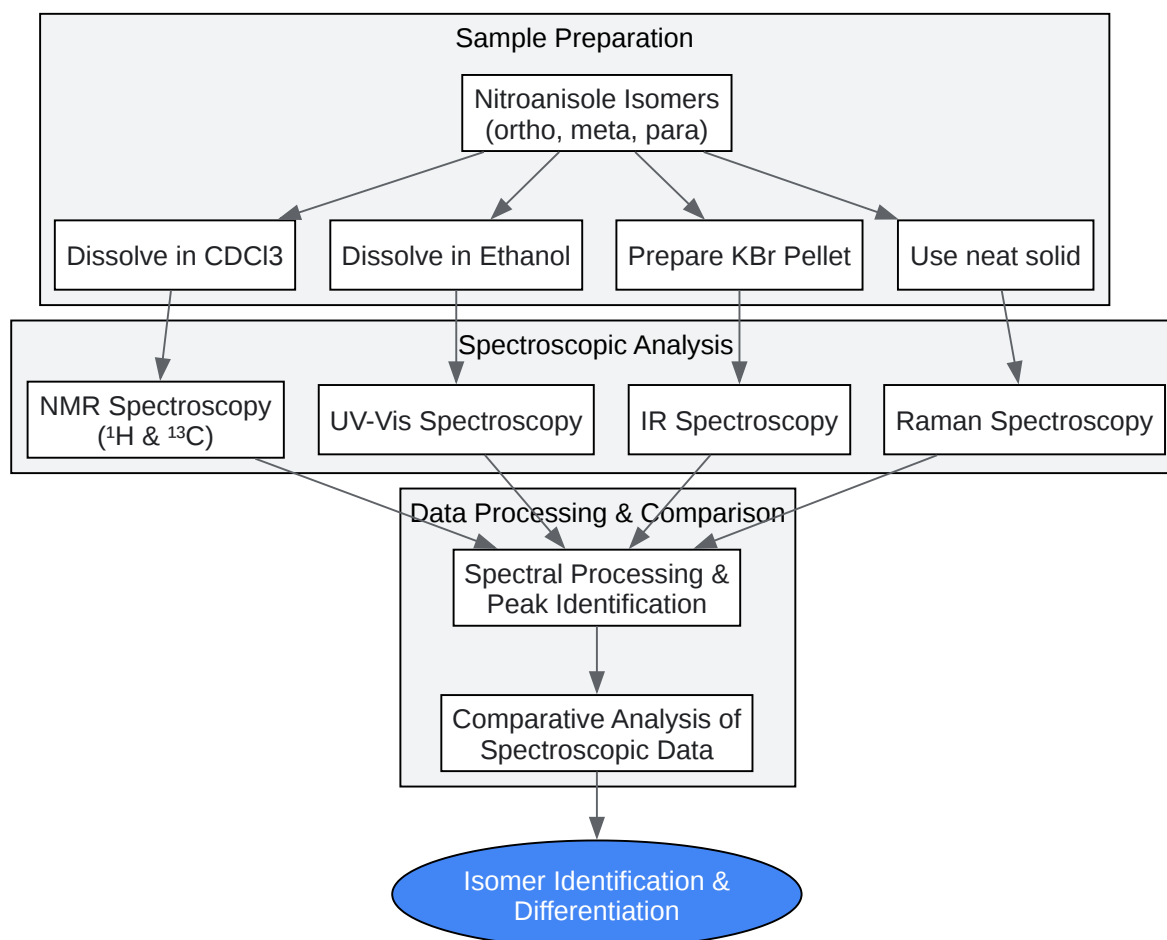 Sample Preparation
Nitroanisole Isomers
(ortho, meta, para)
Dissolve in CDCl3
Dissolve in Ethanol
Prepare KBr Pellet
Use neat solid
Spectroscopic Analysis
NMR Spectroscopy
(¹H & ¹³C)
UV-Vis Spectroscopy
IR Spectroscopy
Raman Spectroscopy
Data Processing & Comparison
Spectral Processing &
Peak Identification
Comparative Analysis of
Spectroscopic Data
Isomer Identification &
Differentiation